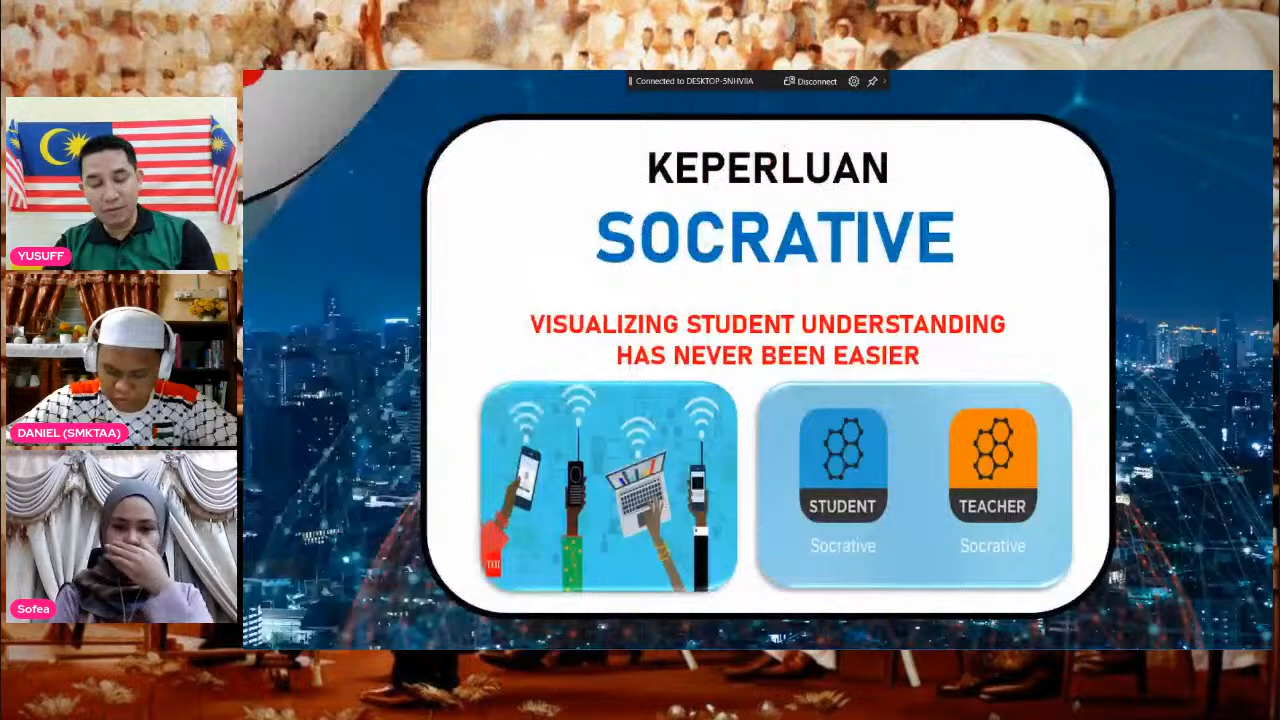 Connected to DESKTOP-5NHVIIA
Disconnect
KEPERLUAN
SOCRATIVE
VISUALIZING STUDENT UNDERSTANDING
HAS NEVER BEEN EASIER
STUDENT
TEACHER
Socrative
Socrative
YUSUFF
DANIEL (SMKTAA)
Sofea